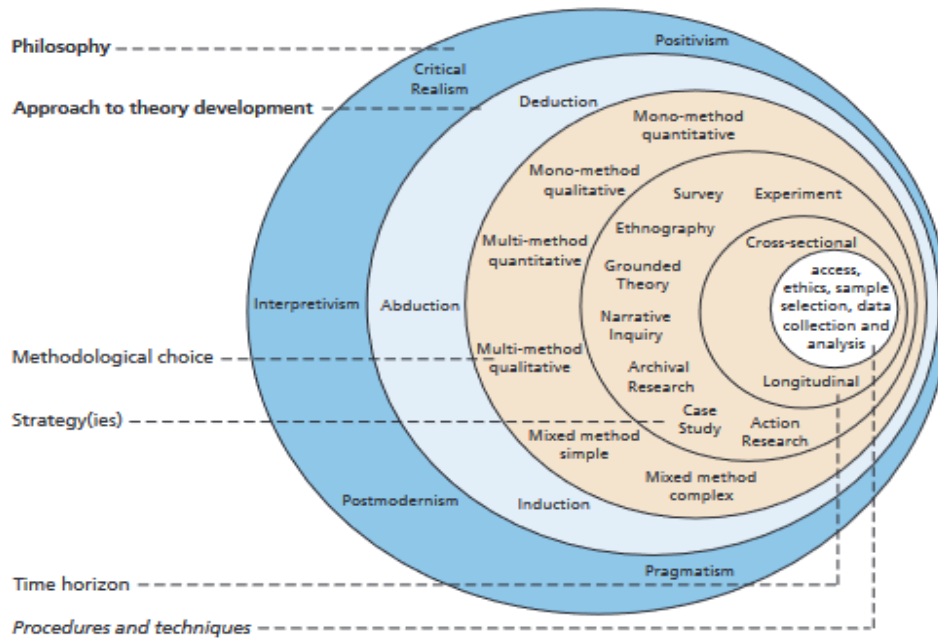 Philosophy
Positivism
Critical
Realism
Approach to theory development
Deduction
Mono-method
quantitative
Mono-method
qualitative
Survey
Experiment
Ethnography
Multi-method
quantitative
Cross-sectional
Grounded
Theory
access,
ethics, sample
selection, data
collection and
analysis
Interpretivism
Abduction
Narrative
Inquiry
Methodological choice
Multi-method
qualitative
Archival
Research
Longitudinal
Strategy(ies)
Case
Study
Action
Research
Mixed method
simple
Mixed method
complex
Postmodernism
Induction
Pragmatism
Time horizon
Procedures and techniques